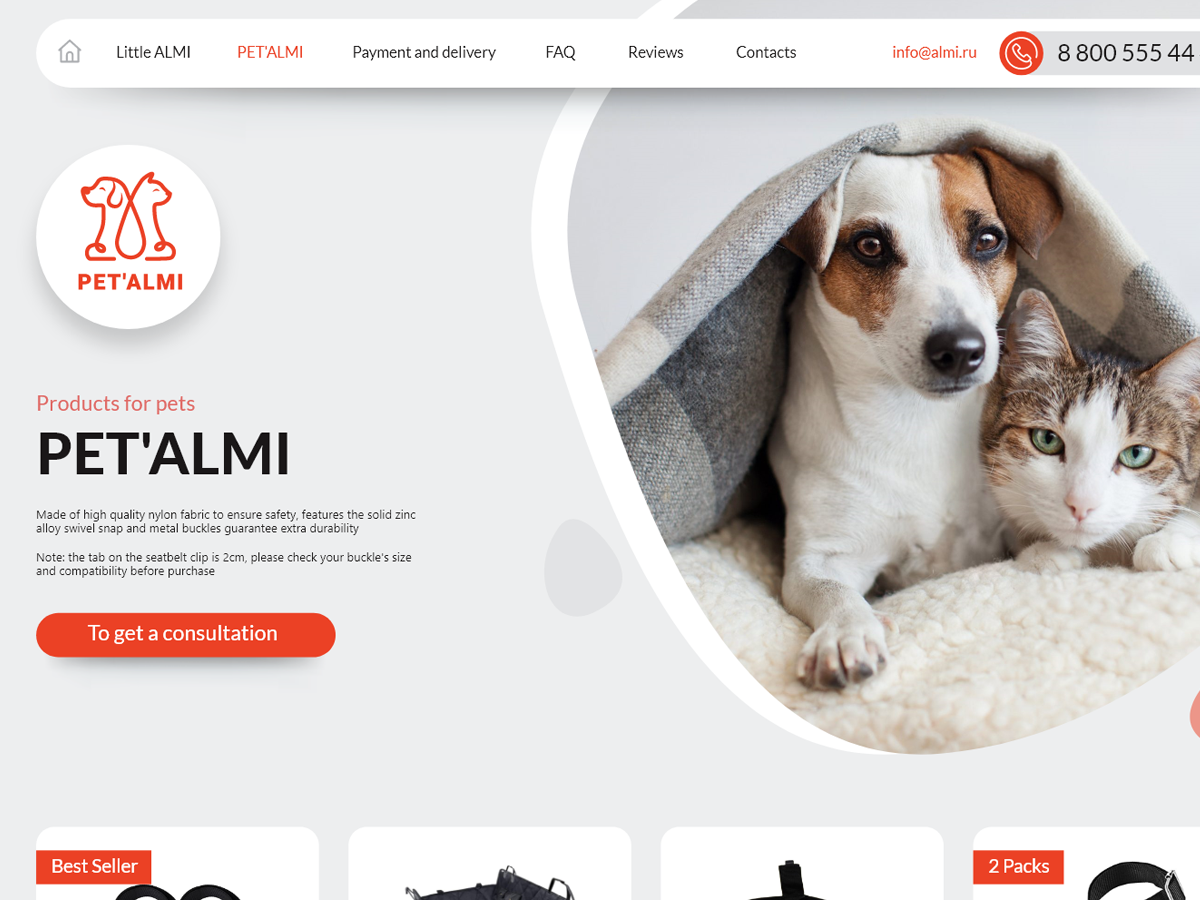 Little ALMI
PET'ALMI
Payment and delivery
FAQ
Reviews
Contacts
info@almi.ru
8 800 555 44
PET'ALMI
Products for pets
PET'ALMI
Made of high quality nylon fabric to ensure safety, features the solid zinc
alloy swivel snap and metal buckles guarantee extra durability
Note: the tab on the seatbelt clip is 2cm, please check your buckle's size
and compatibility before purchase
To get a consultation
Best Seller
2 Packs